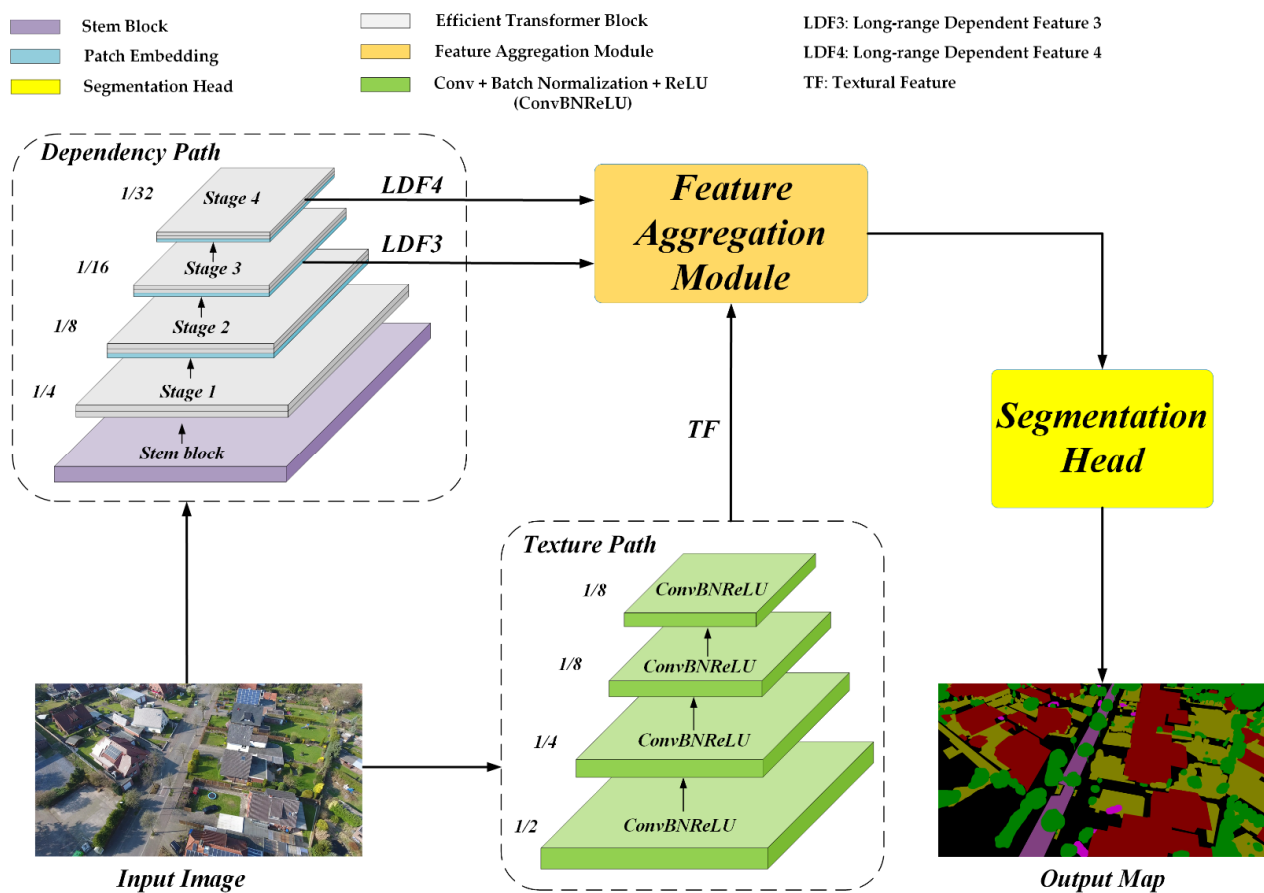 Stem Block
Patch Embedding
Segmentation Head
Efficient Transformer Block
Feature Aggregation Module
Conv + Batch Normalization + ReLU
(ConvBNReLU)
LDF3: Long-range Dependent Feature 3
LDF4: Long-range Dependent Feature 4
TF: Textural Feature
Dependency Path
1/32
Stage 4
1/16
Stage 3
1/8
Stage 2
1/4
Stage 1
Stem block
LDF4
LDF3
Feature
Aggregation
Module
TF
Segmentation
Head
Texture Path
1/8
ConvBNReLU
1/8
ConvBNReLU
1/4
ConvBNReLU
1/2
ConvBNReLU
Input Image
Output Map